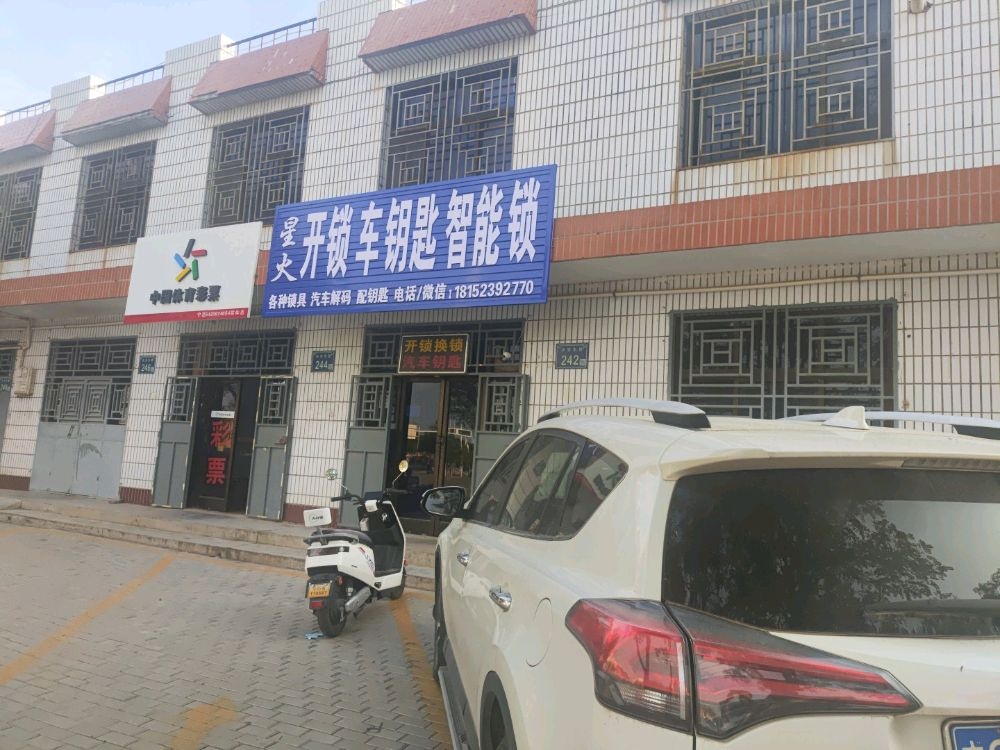 星火
开锁车钥匙智能锁
各种锁具 汽车解码 配钥匙 电话/微信:18152392770
中国体育彩票
开锁换锁
汽车钥匙
彩票
246
244
242